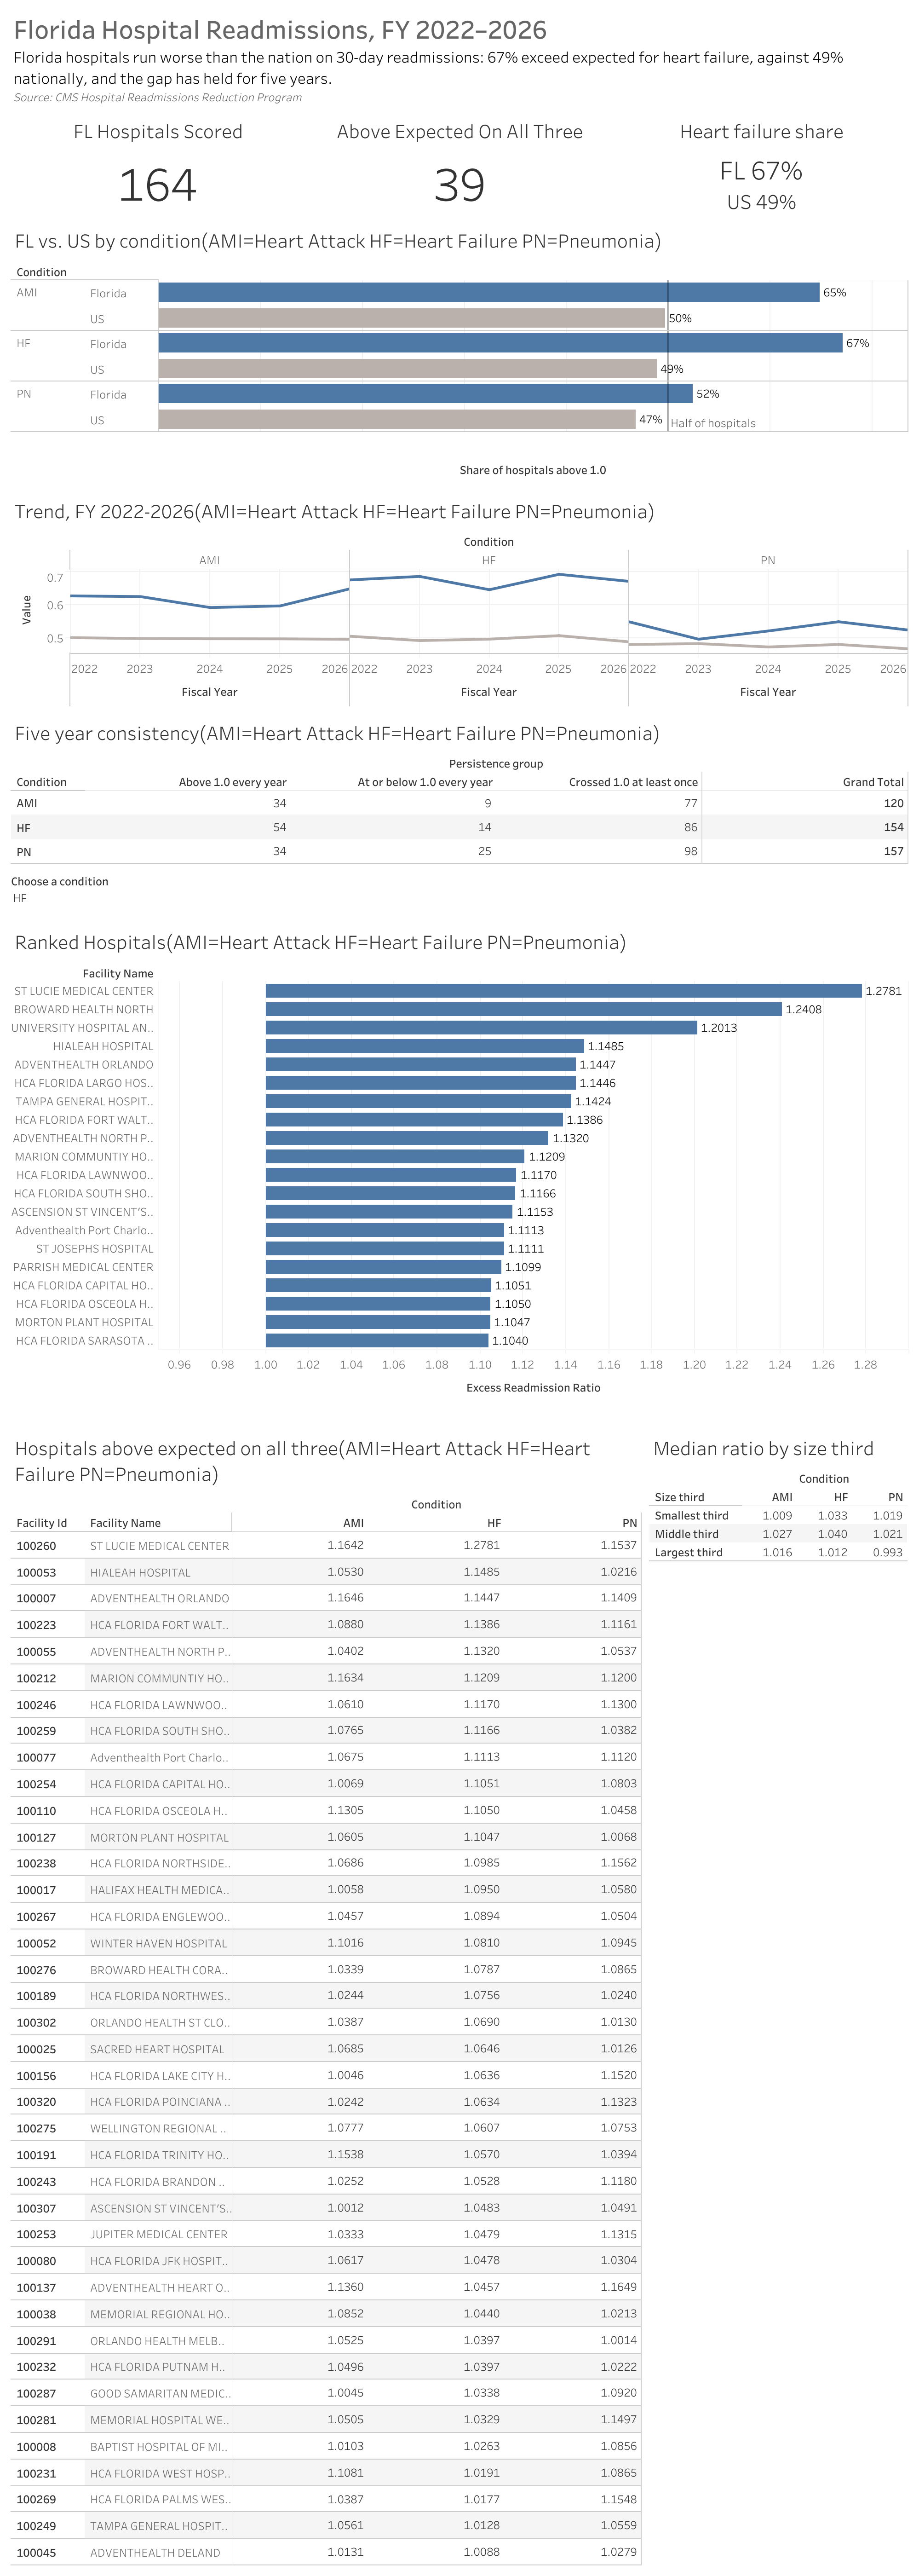 Florida Hospital Readmissions, FY 2022–2026
Florida hospitals run worse than the nation on 30-day readmissions: 67% exceed expected for heart failure, against 49%
nationally, and the gap has held for five years.
Source: CMS Hospital Readmissions Reduction Program
FL Hospitals Scored Above Expected On All Three Heart failure share
164 39 FL 67%
US 49%
FL vs. US by condition(AMI=Heart Attack HF=Heart Failure PN=Pneumonia)
Condition
AMI Florida 65%
US 50%
HF Florida 67%
US 49%
PN Florida 52%
US 47% Half of hospitals
Share of hospitals above 1.0
Trend, FY 2022-2026(AMI=Heart Attack HF=Heart Failure PN=Pneumonia)
Condition
AMI HF PN
0.7
0.6
0.5
Value
2022 2023 2024 2025 2026 2022 2023 2024 2025 2026 2022 2023 2024 2025 2026
Fiscal Year Fiscal Year Fiscal Year
Five year consistency(AMI=Heart Attack HF=Heart Failure PN=Pneumonia)
Persistence group
Condition Above 1.0 every year At or below 1.0 every year Crossed 1.0 at least once Grand Total
AMI 34 9 77 120
HF 54 14 86 154
PN 34 25 98 157
Choose a condition
HF
Ranked Hospitals(AMI=Heart Attack HF=Heart Failure PN=Pneumonia)
Facility Name
ST LUCIE MEDICAL CENTER 1.2781
BROWARD HEALTH NORTH 1.2408
UNIVERSITY HOSPITAL AN.. 1.2013
HIALEAH HOSPITAL 1.1485
ADVENTHEALTH ORLANDO 1.1447
HCA FLORIDA LARGO HOS.. 1.1446
TAMPA GENERAL HOSPIT.. 1.1424
HCA FLORIDA FORT WALT.. 1.1386
ADVENTHEALTH NORTH P.. 1.1320
MARION COMMUNTIY HO.. 1.1209
HCA FLORIDA LAWNWOO.. 1.1170
HCA FLORIDA SOUTH SHO.. 1.1166
ASCENSION ST VINCENT'S.. 1.1153
Adventhealth Port Charlo.. 1.1113
ST JOSEPHS HOSPITAL 1.1111
PARRISH MEDICAL CENTER 1.1099
HCA FLORIDA CAPITAL HO.. 1.1051
HCA FLORIDA OSCEOLA H.. 1.1050
MORTON PLANT HOSPITAL 1.1047
HCA FLORIDA SARASOTA .. 1.1040
0.96 0.98 1.00 1.02 1.04 1.06 1.08 1.10 1.12 1.14 1.16 1.18 1.20 1.22 1.24 1.26 1.28
Excess Readmission Ratio
Hospitals above expected on all three(AMI=Heart Attack HF=Heart
Failure PN=Pneumonia)
Condition
Facility Id Facility Name AMI HF PN
100260 ST LUCIE MEDICAL CENTER 1.1642 1.2781 1.1537
100053 HIALEAH HOSPITAL 1.0530 1.1485 1.0216
100007 ADVENTHEALTH ORLANDO 1.1646 1.1447 1.1409
100223 HCA FLORIDA FORT WALT.. 1.0880 1.1386 1.1161
100055 ADVENTHEALTH NORTH P.. 1.0402 1.1320 1.0537
100212 MARION COMMUNTIY HO.. 1.1634 1.1209 1.1200
100246 HCA FLORIDA LAWNWOO.. 1.0610 1.1170 1.1300
100259 HCA FLORIDA SOUTH SHO.. 1.0765 1.1166 1.0382
100077 Adventhealth Port Charlo.. 1.0675 1.1113 1.1120
100254 HCA FLORIDA CAPITAL HO.. 1.0069 1.1051 1.0803
100110 HCA FLORIDA OSCEOLA H.. 1.1305 1.1050 1.0458
100127 MORTON PLANT HOSPITAL 1.0605 1.1047 1.0068
100238 HCA FLORIDA NORTHSIDE.. 1.0686 1.0985 1.1562
100017 HALIFAX HEALTH MEDICA.. 1.0058 1.0950 1.0580
100267 HCA FLORIDA ENGLEWOO.. 1.0457 1.0894 1.0504
100052 WINTER HAVEN HOSPITAL 1.1016 1.0810 1.0945
100276 BROWARD HEALTH CORA.. 1.0339 1.0787 1.0865
100189 HCA FLORIDA NORTHWES.. 1.0244 1.0756 1.0240
100302 ORLANDO HEALTH ST CLO.. 1.0387 1.0690 1.0130
100025 SACRED HEART HOSPITAL 1.0685 1.0646 1.0126
100156 HCA FLORIDA LAKE CITY H.. 1.0046 1.0636 1.1520
100320 HCA FLORIDA POINCIANA .. 1.0242 1.0634 1.1323
100275 WELLINGTON REGIONAL .. 1.0777 1.0607 1.0753
100191 HCA FLORIDA TRINITY HO.. 1.1538 1.0570 1.0394
100243 HCA FLORIDA BRANDON .. 1.0252 1.0528 1.1180
100307 ASCENSION ST VINCENT'S.. 1.0012 1.0483 1.0491
100253 JUPITER MEDICAL CENTER 1.0333 1.0479 1.1315
100080 HCA FLORIDA JFK HOSPIT.. 1.0617 1.0478 1.0304
100137 ADVENTHEALTH HEART O.. 1.1360 1.0457 1.1649
100038 MEMORIAL REGIONAL HO.. 1.0852 1.0440 1.0213
100291 ORLANDO HEALTH MELB.. 1.0525 1.0397 1.0014
100232 HCA FLORIDA PUTNAM H.. 1.0496 1.0397 1.0222
100287 GOOD SAMARITAN MEDIC.. 1.0045 1.0338 1.0920
100281 MEMORIAL HOSPITAL WE.. 1.0505 1.0329 1.1497
100008 BAPTIST HOSPITAL OF MI.. 1.0103 1.0263 1.0856
100231 HCA FLORIDA WEST HOSP.. 1.1081 1.0191 1.0865
100269 HCA FLORIDA PALMS WES.. 1.0387 1.0177 1.1548
100249 TAMPA GENERAL HOSPIT.. 1.0561 1.0128 1.0559
100045 ADVENTHEALTH DELAND 1.0131 1.0088 1.0279
Median ratio by size third
Condition
Size third AMI HF PN
Smallest third 1.009 1.033 1.019
Middle third 1.027 1.040 1.021
Largest third 1.016 1.012 0.993